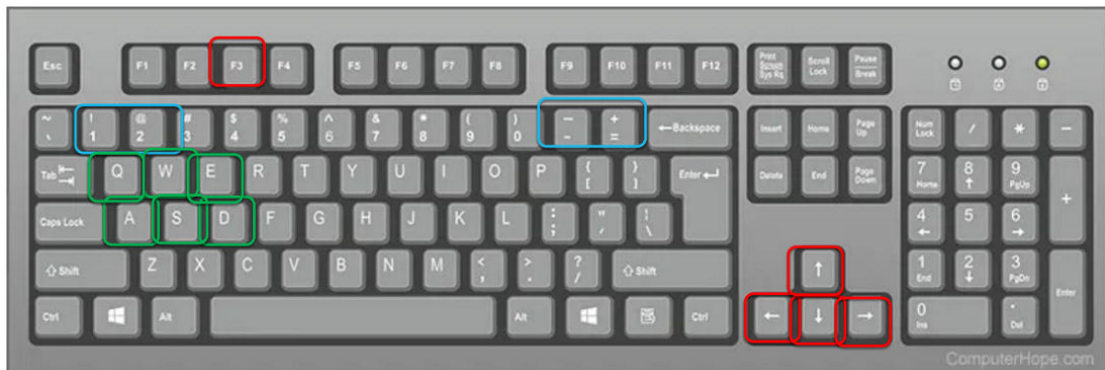 Esc F1 F2 F3 F4 F5 F6 F7 F8 F9 F10 F11 F12 Print Screen Sys Rq Scroll Lock Pause Break
~ ` ! 1 @ 2 # 3 $ 4 % 5 ^ 6 & 7 * 8 ( 9 ) 0 — - + = ←Backspace Insert Home Page Up Num Lock / * −
Tab Q W E R T Y U I O P { [ } ] Enter ↵ Delete End Page Down 7 Home 8 ↑ 9 PgUp +
Caps Lock A S D F G H J K L : ; " ' ¦ \ 4 ← 5 6 →
⇧ Shift Z X C V B N M < , > . ? / ⇧ Shift ↑ 1 End 2 ↓ 3 PgDn Enter
Ctrl Alt Alt Ctrl ← ↓ → 0 Ins . Del
ComputerHope.com